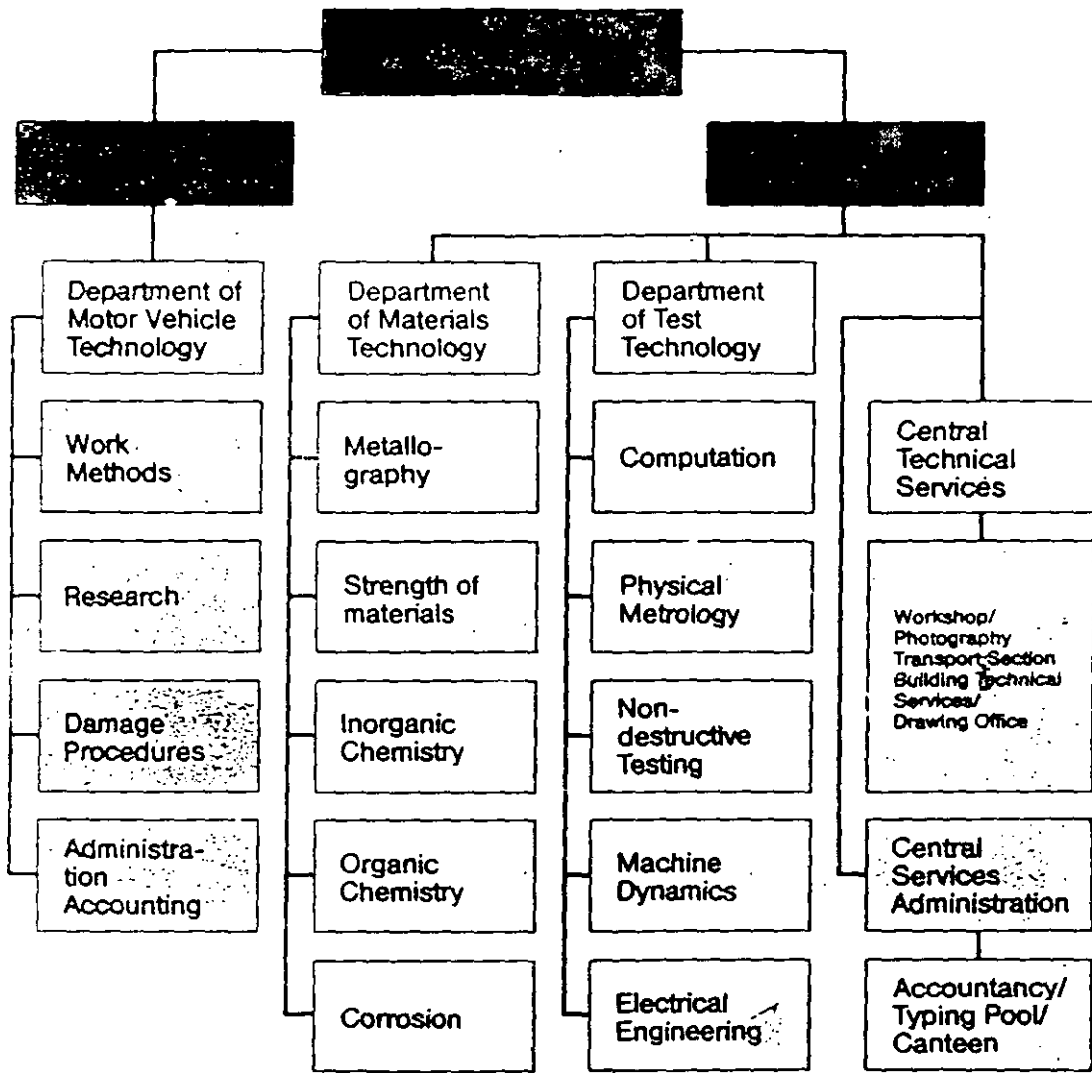 Department of
Motor Vehicle
Technology
Work
Methods
Research
Damage
Procedures
Administra-
tion
Accounting
Department
of Materials
Technology
Metallo-
graphy
Strength of
materials
Inorganic
Chemistry
Organic
Chemistry
Corrosion
Department
of Test
Technology
Computation
Physical
Metrology
Non-
destructive
Testing
Machine
Dynamics
Electrical
Engineering
Central
Technical
Services
Workshop/
Photography
Transport Section
Building Technical
Services/
Drawing Office
Central
Services
Administration
Accountancy/
Typing Pool/
Canteen